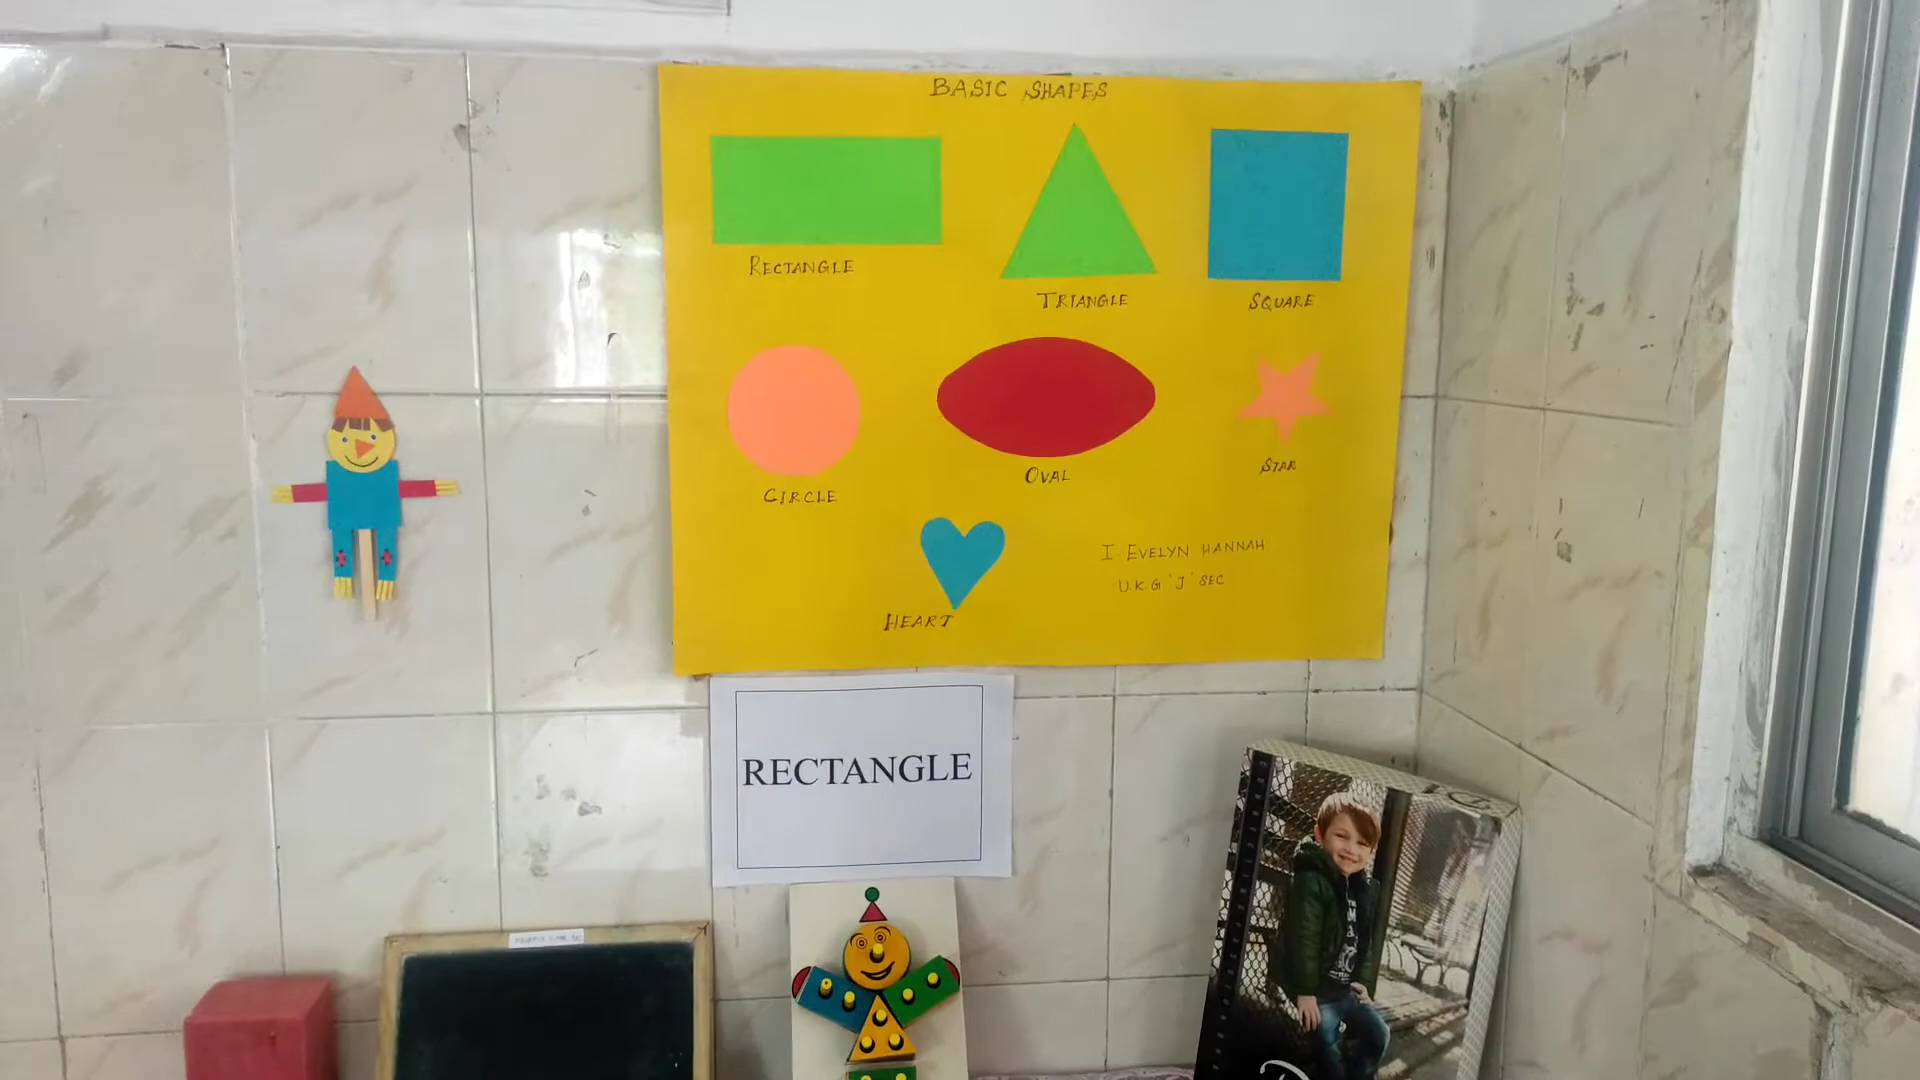 BASIC SHAPES
RECTANGLE
TRIANGLE
SQUARE
CIRCLE
OVAL
STAR
HEART
I. EVELYN HANNAH
U.K.G 'J' SEC
RECTANGLE